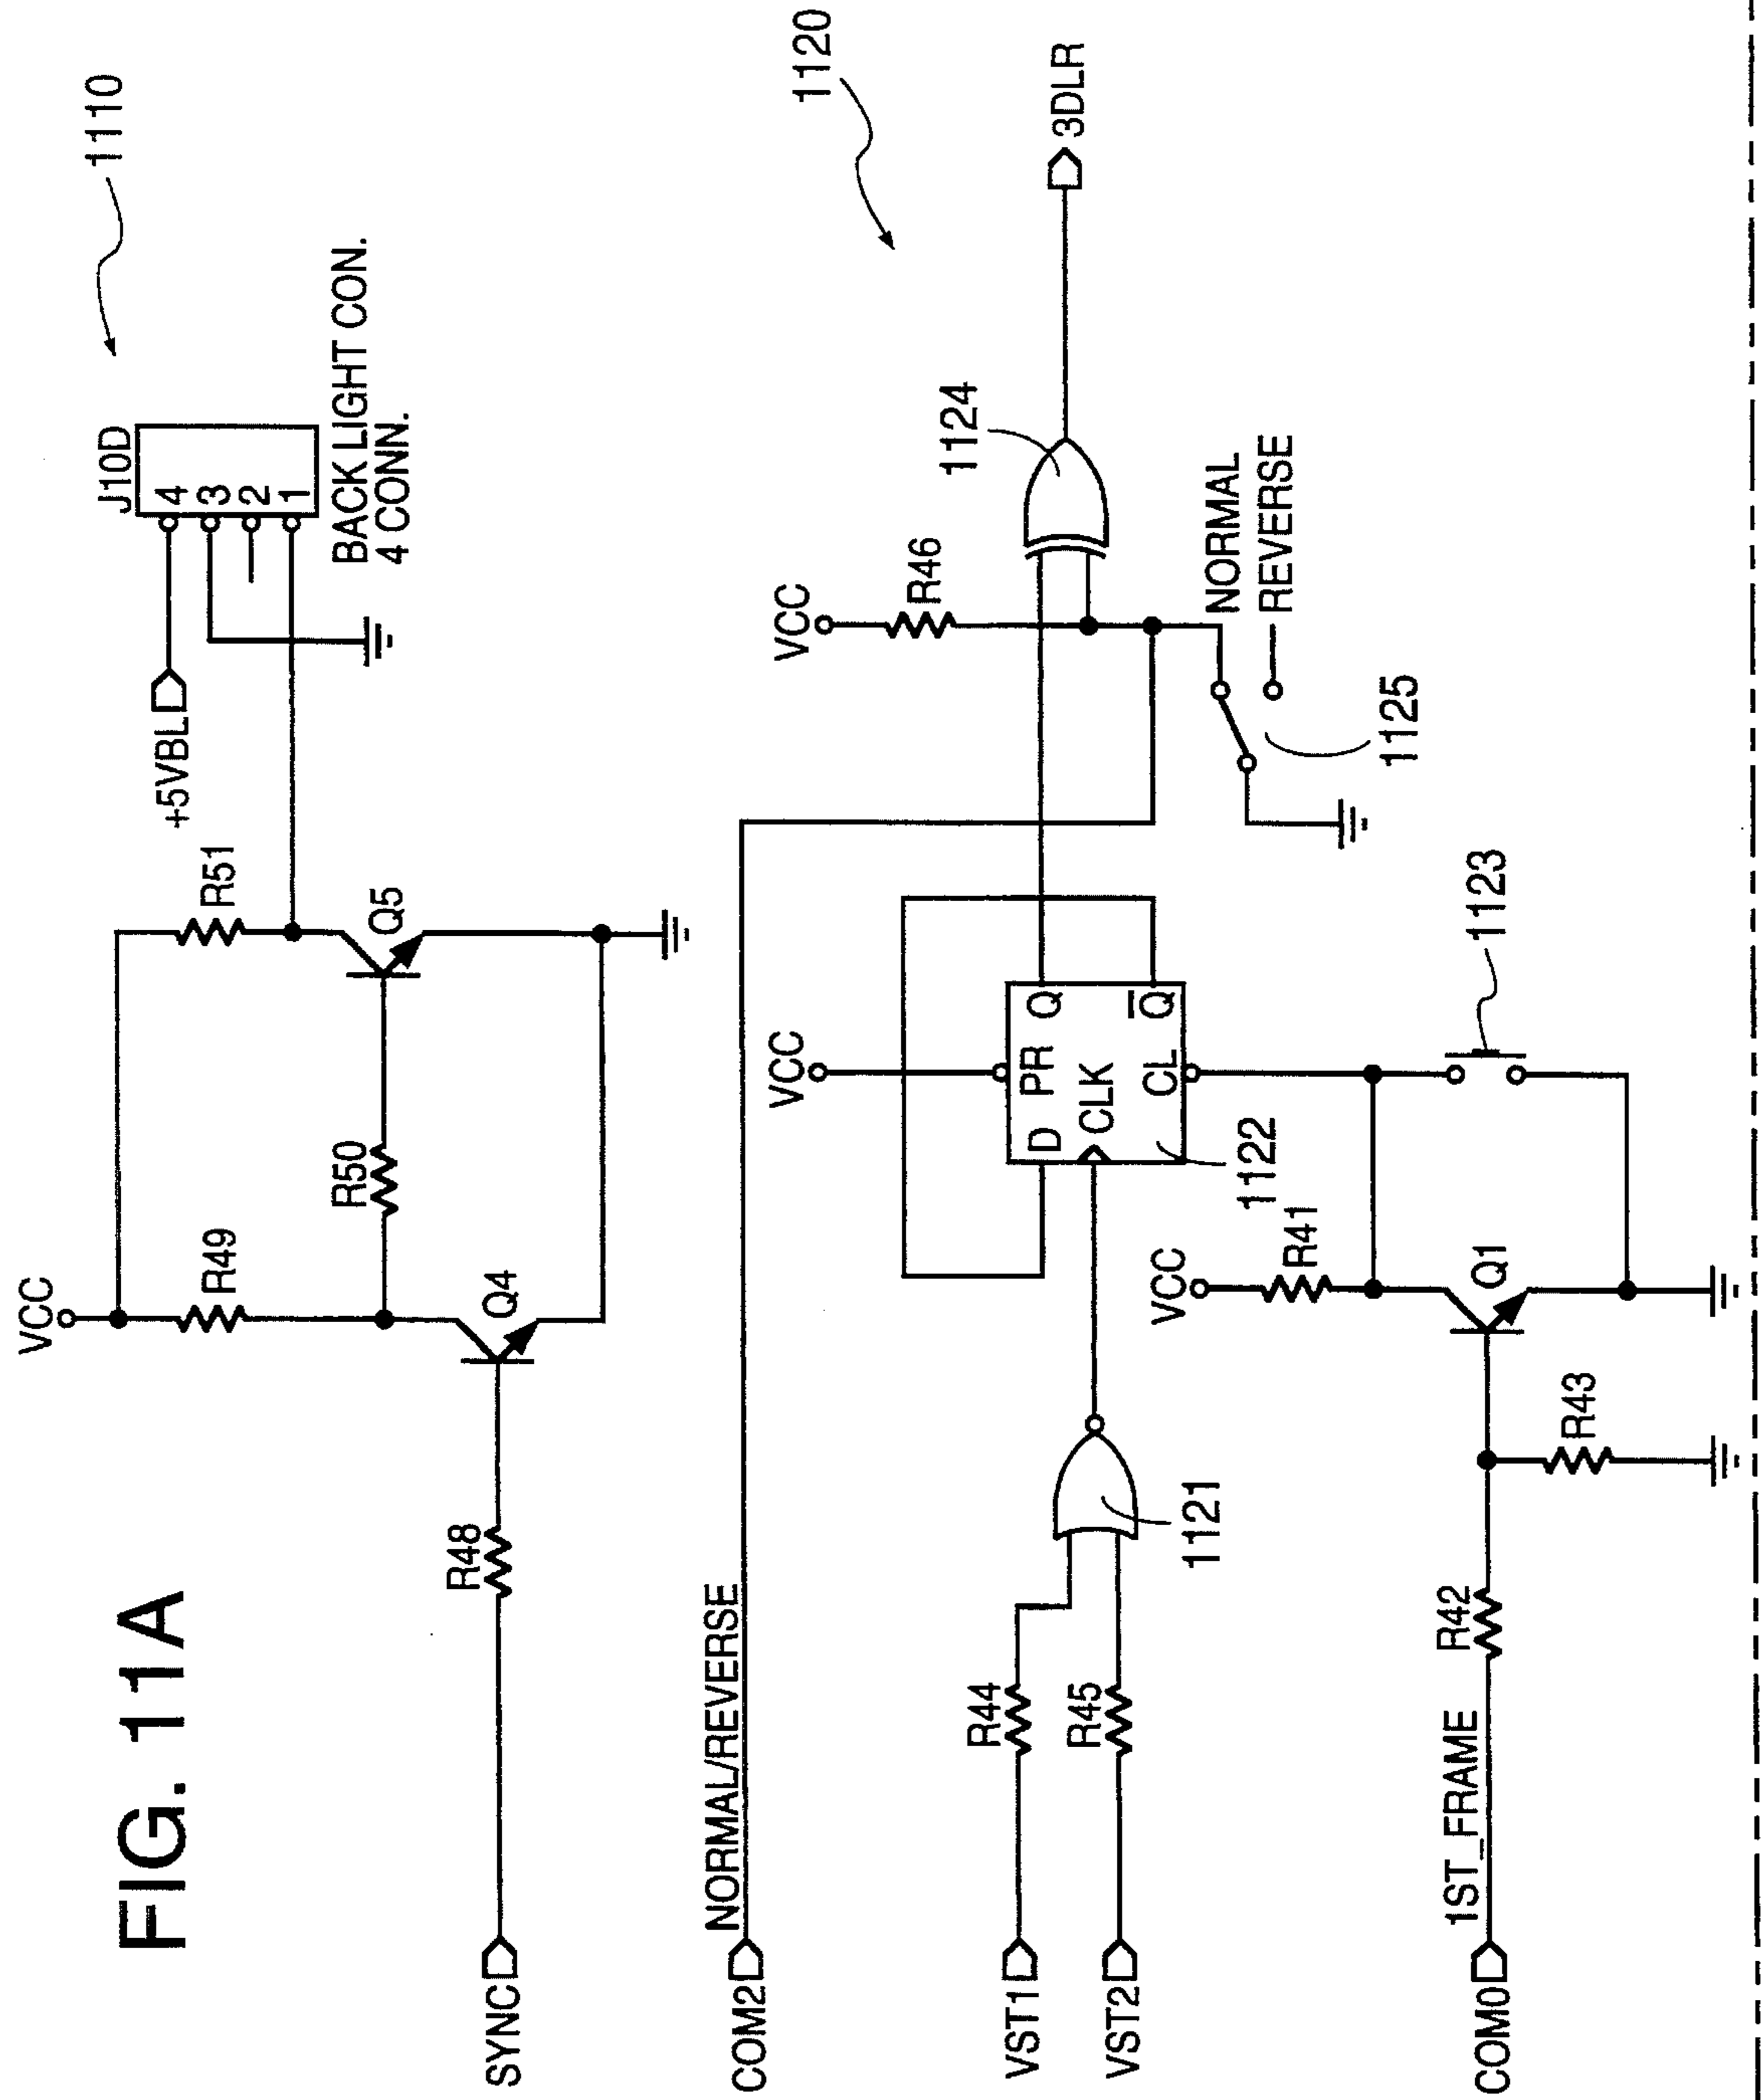 FIG. 11A
1110
VCC
R49
R51
+5VBL
J10D
4
3
2
1
BACK LIGHT CON.
4 CONN.
R50
Q5
Q4
R48
SYNC
1120
NORMAL/REVERSE
COM2
VCC
VCC
R46
1124
3DLR
D
PR
Q
CLK
CL
Q
1122
R44
R45
VST1
VST2
1121
NORMAL
REVERSE
1125
VCC
R41
Q1
1123
1ST_FRAME
R42
R43
COM0